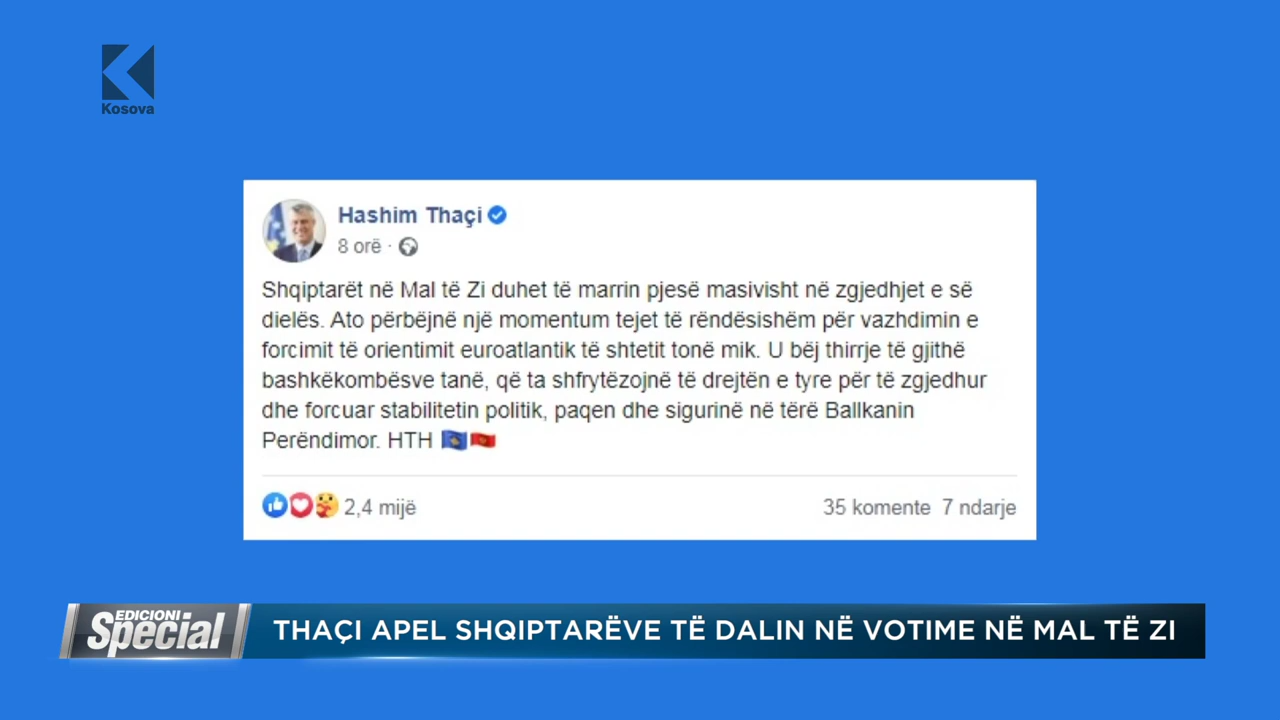 Kosova
Hashim Thaçi
8 orë ·
Shqiptarët në Mal të Zi duhet të marrin pjesë masivisht në zgjedhjet e së
dielës. Ato përbëjnë një momentum tejet të rëndësishëm për vazhdimin e
forcimit të orientimit euroatlantik të shtetit tonë mik. U bëj thirrje të gjithë
bashkëkombësve tanë, që ta shfrytëzojnë të drejtën e tyre për të zgjedhur
dhe forcuar stabilitetin politik, paqen dhe sigurinë në tërë Ballkanin
Perëndimor. HTH
2,4 mijë
35 komente 7 ndarje
EDICIONI
Special
THAÇI APEL SHQIPTARËVE TË DALIN NË VOTIME NË MAL TË ZI